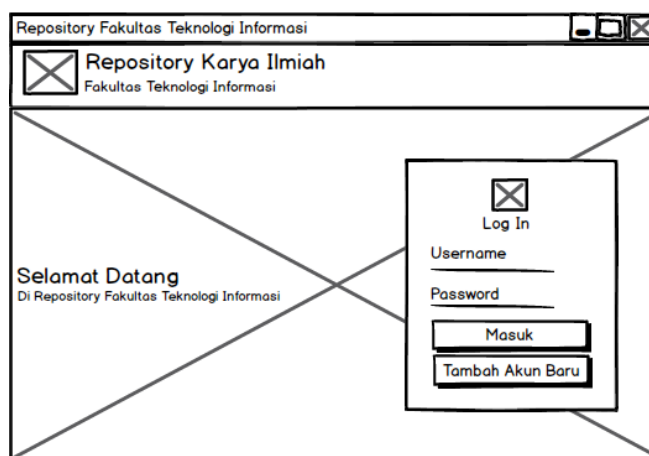 Repository Fakultas Teknologi Informasi
Repository Karya Ilmiah
Fakultas Teknologi Informasi
Log In
Username
Password
Masuk
Tambah Akun Baru
Selamat Datang
Di Repository Fakultas Teknologi Informasi